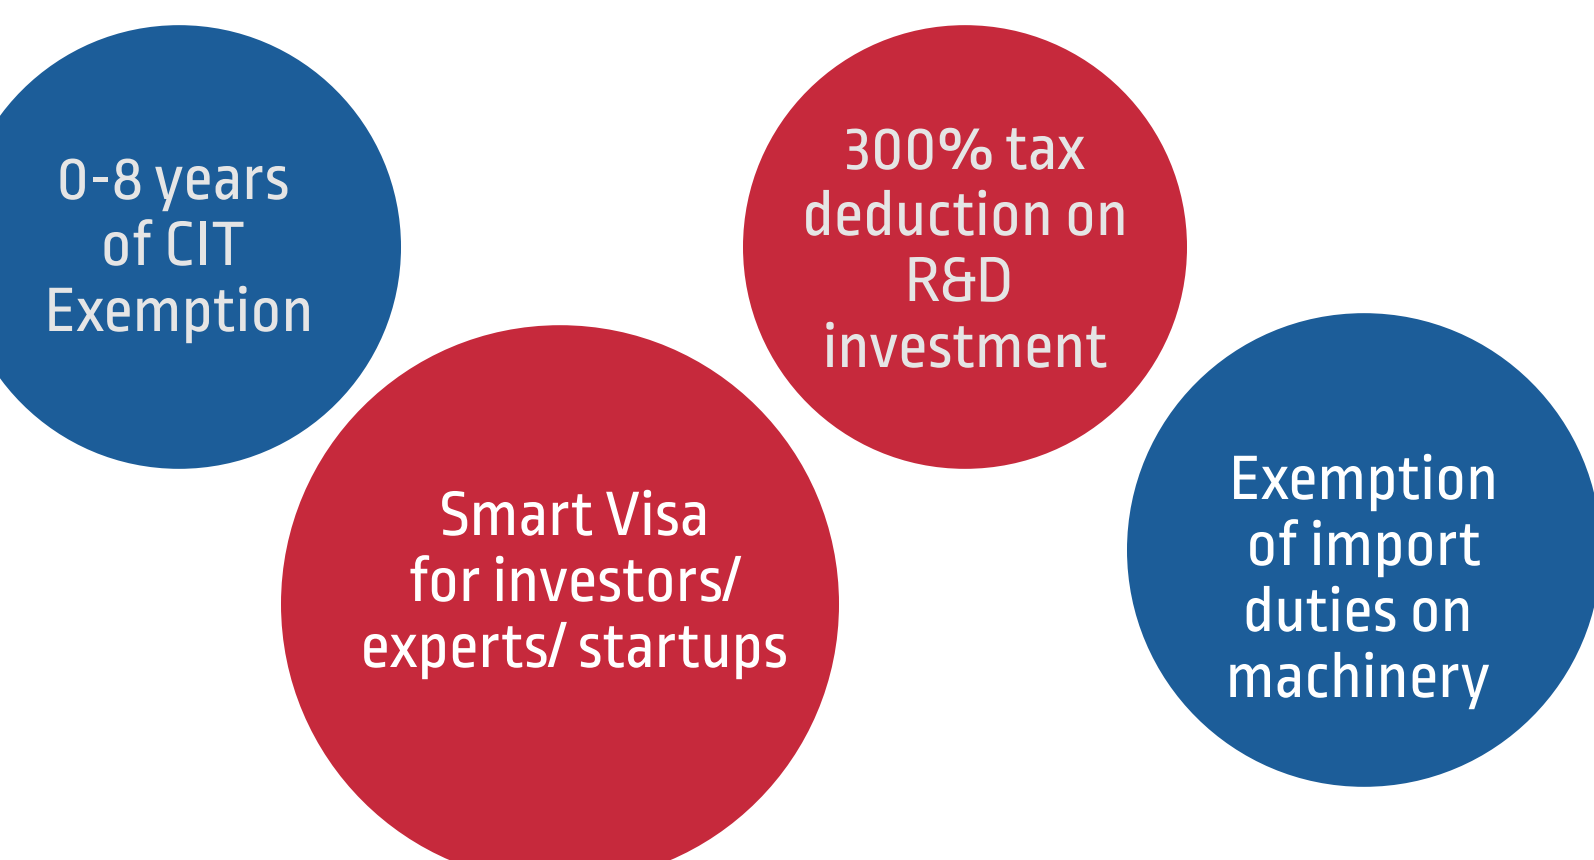 0-8 years
of CIT
Exemption
Smart Visa
for investors/
experts/ startups
300% tax
deduction on
R&D
investment
Exemption
of import
duties on
machinery